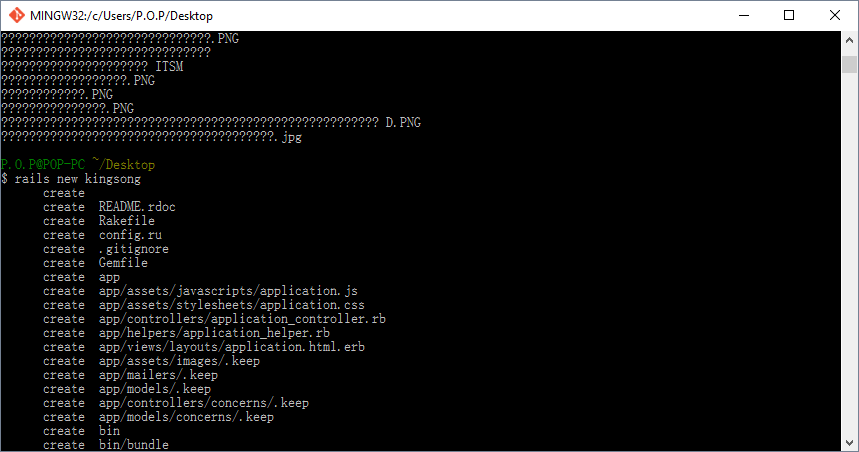 MINGW32:/c/Users/P.O.P/Desktop
??????????????????????????????.PNG
??????????????????????????????
????????????????????? ITSM
??????????????????.PNG
????????????.PNG
???????????????.PNG
?????????????????????????????????????????????????????? D.PNG
???????????????????????????????????????.jpg
P.O.P@POP-PC ~/Desktop
$ rails new kingsong
create
create README.rdoc
create Rakefile
create config.ru
create .gitignore
create Gemfile
create app
create app/assets/javascripts/application.js
create app/assets/stylesheets/application.css
create app/controllers/application_controller.rb
create app/helpers/application_helper.rb
create app/views/layouts/application.html.erb
create app/assets/images/.keep
create app/mailers/.keep
create app/models/.keep
create app/controllers/concerns/.keep
create app/models/concerns/.keep
create bin
create bin/bundle